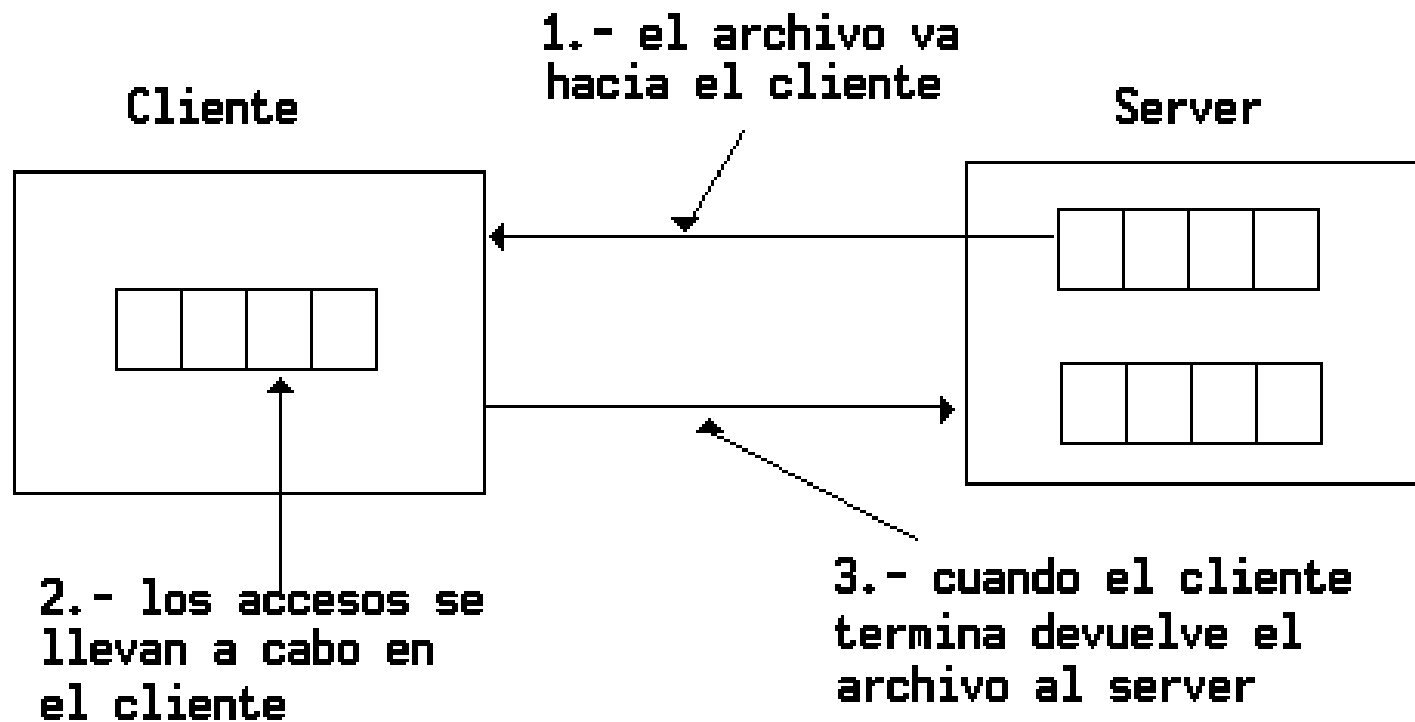 1.- el archivo va
hacia el cliente
Cliente
Server
2.- los accesos se
llevan a cabo en
el cliente
3.- cuando el cliente
termina devuelve el
archivo al server